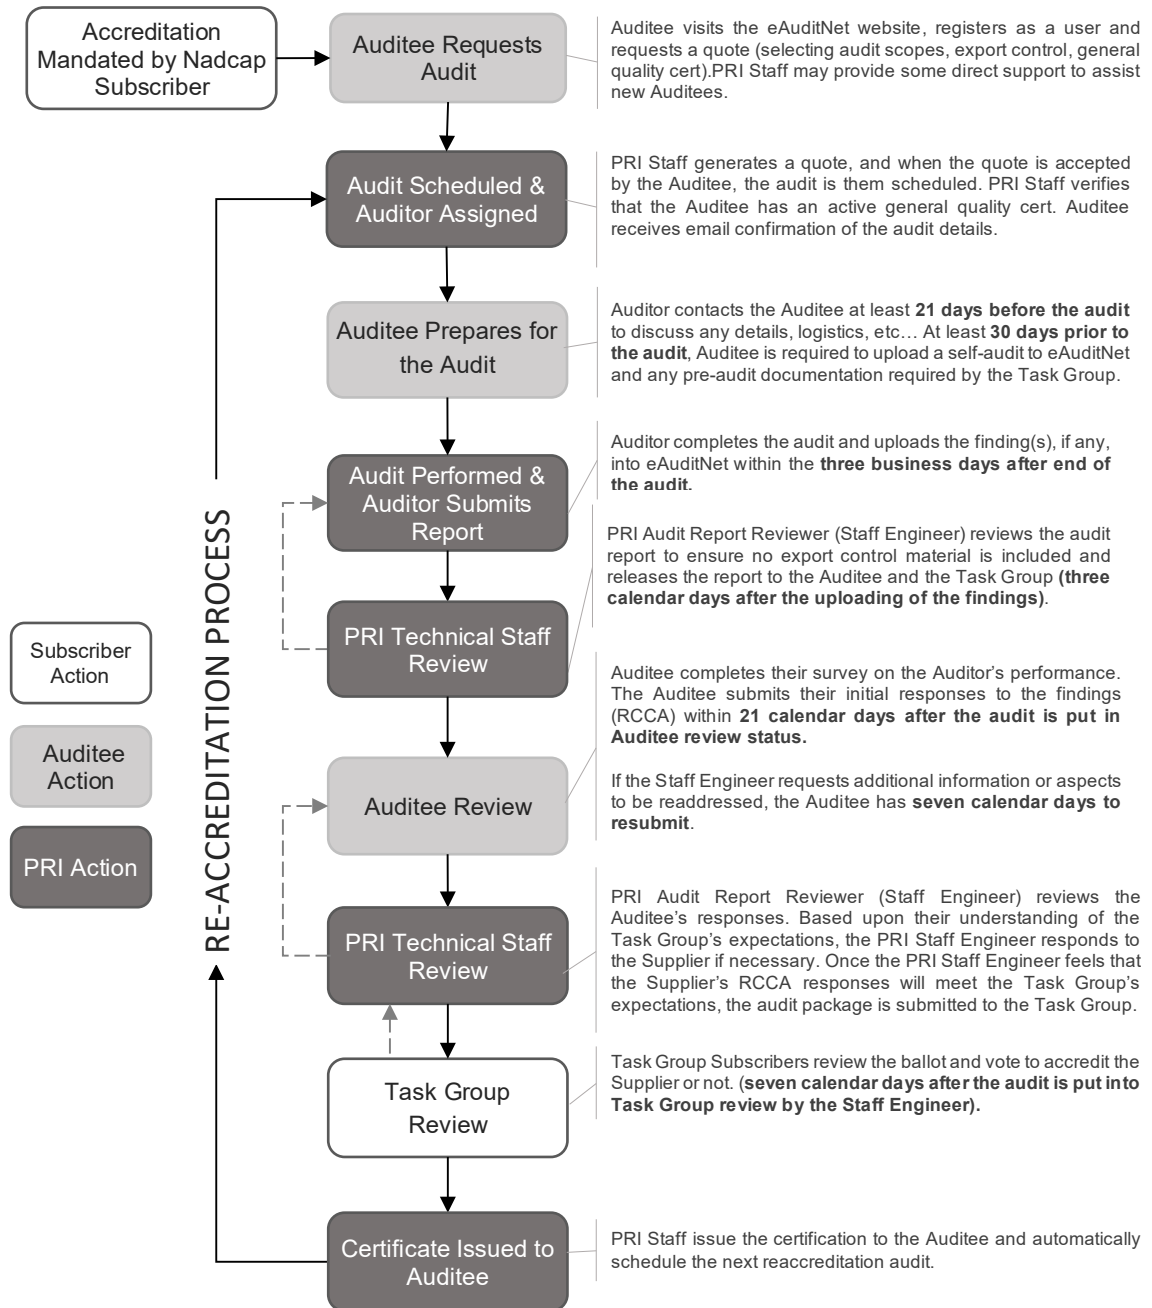 Accreditation
Mandated by Nadcap
Subscriber
Auditee Requests
Audit
Auditee visits the eAuditNet website, registers as a user and
requests a quote (selecting audit scopes, export control, general
quality cert).PRI Staff may provide some direct support to assist
new Auditees.
Audit Scheduled &
Auditor Assigned
PRI Staff generates a quote, and when the quote is accepted
by the Auditee, the audit is them scheduled. PRI Staff verifies
that the Auditee has an active general quality cert. Auditee
receives email confirmation of the audit details.
Auditee Prepares for
the Audit
Auditor contacts the Auditee at least 21 days before the audit
to discuss any details, logistics, etc… At least 30 days prior to
the audit, Auditee is required to upload a self-audit to eAuditNet
and any pre-audit documentation required by the Task Group.
Audit Performed &
Auditor Submits
Report
Auditor completes the audit and uploads the finding(s), if any,
into eAuditNet within the three business days after end of
the audit.
PRI Technical Staff
Review
PRI Audit Report Reviewer (Staff Engineer) reviews the audit
report to ensure no export control material is included and
releases the report to the Auditee and the Task Group (three
calendar days after the uploading of the findings).
Auditee Review
Auditee completes their survey on the Auditor's performance.
The Auditee submits their initial responses to the findings
(RCCA) within 21 calendar days after the audit is put in
Auditee review status.
If the Staff Engineer requests additional information or aspects
to be readdressed, the Auditee has seven calendar days to
resubmit.
PRI Technical Staff
Review
PRI Audit Report Reviewer (Staff Engineer) reviews the
Auditee's responses. Based upon their understanding of the
Task Group's expectations, the PRI Staff Engineer responds to
the Supplier if necessary. Once the PRI Staff Engineer feels that
the Supplier's RCCA responses will meet the Task Group's
expectations, the audit package is submitted to the Task Group.
Task Group
Review
Task Group Subscribers review the ballot and vote to accredit the
Supplier or not. (seven calendar days after the audit is put into
Task Group review by the Staff Engineer).
Certificate Issued to
Auditee
PRI Staff issue the certification to the Auditee and automatically
schedule the next reaccreditation audit.
RE-ACCREDITATION PROCESS
Subscriber
Action
Auditee
Action
PRI Action